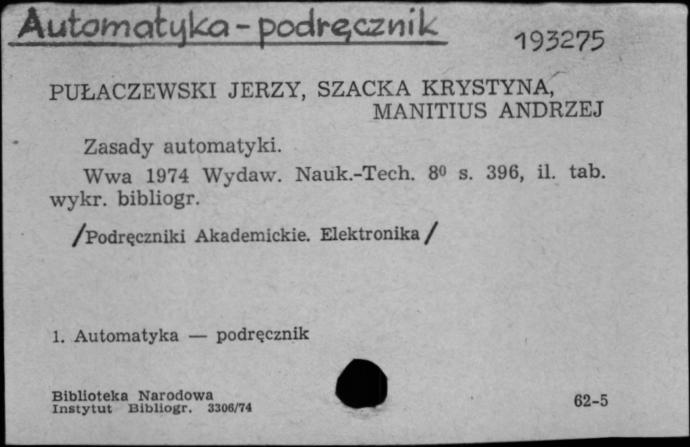 Automatyka - podręcznik
193275
PUŁACZEWSKI JERZY, SZACKA KRYSTYNA,
MANITIUS ANDRZEJ
Zasady automatyki.
Wwa 1974 Wydaw. Nauk.-Tech. 8⁰ s. 396, il. tab.
wykr. bibliogr.
/Podręczniki Akademickie. Elektronika/
1. Automatyka — podręcznik
Biblioteka Narodowa
Instytut Bibliogr. 3306/74
62-5